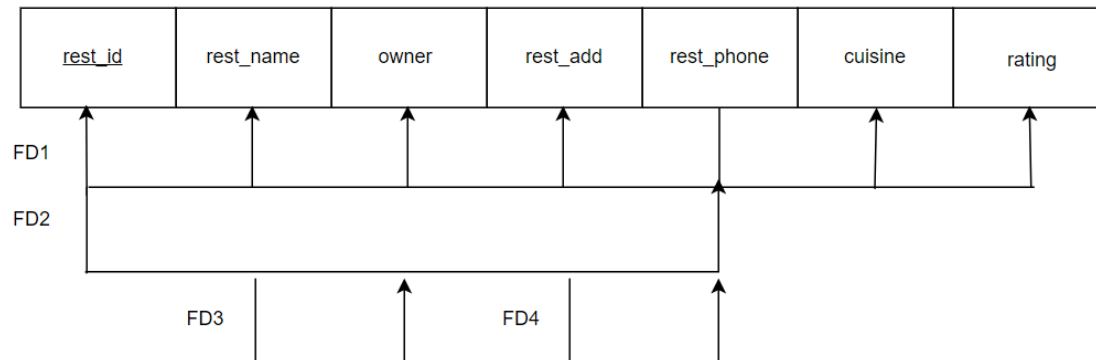 rest_id rest_name owner rest_add rest_phone cuisine rating
FD1
FD2
FD3 FD4